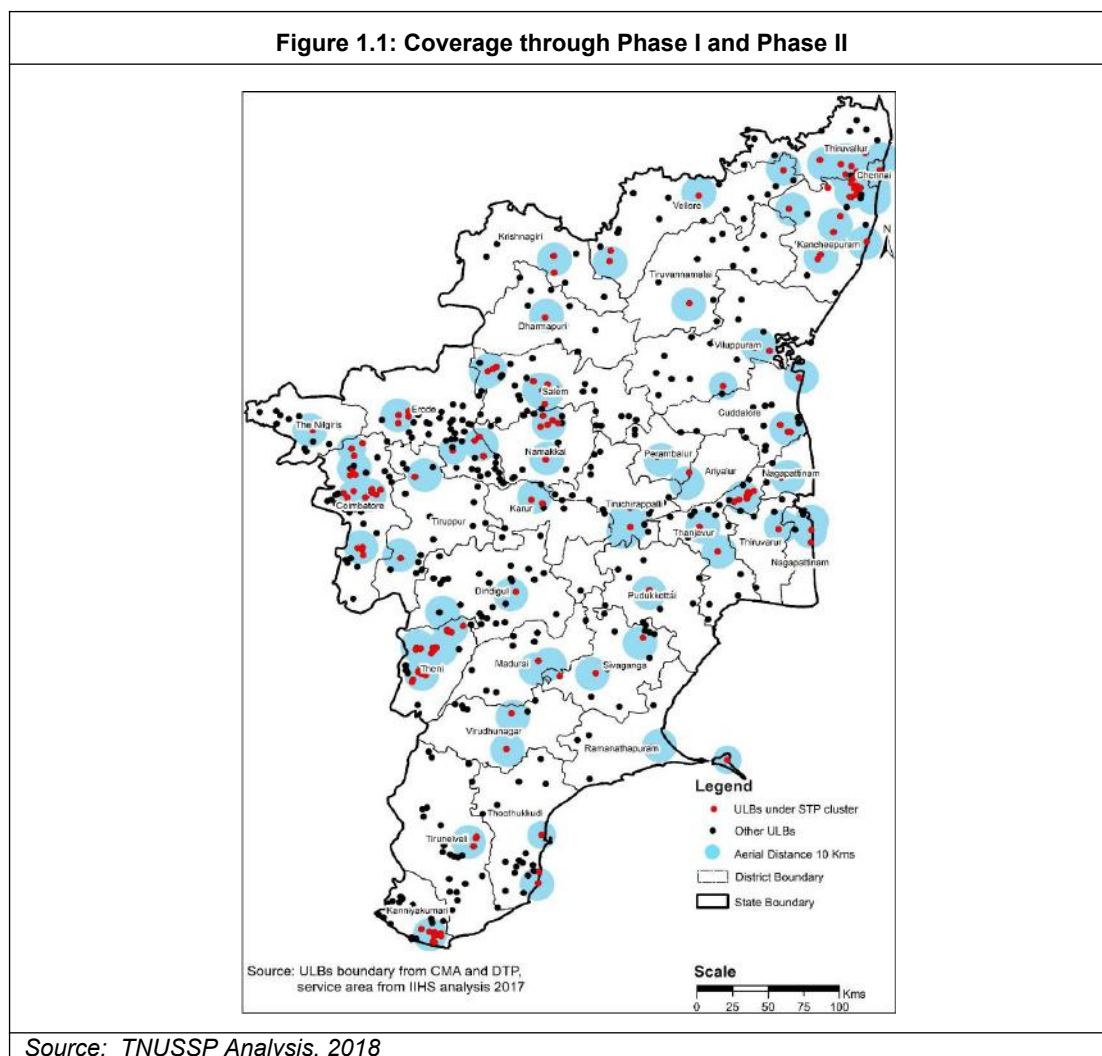 Figure 1.1: Coverage through Phase I and Phase II
Thiruvallur
Chennai
Vellore
Krishnagiri
Kancheepuram
N
Tiruvannamalai
Dharmapuri
Viluppuram
Salem
Erode
Cuddalore
The Nilgiris
Namakkal
Perambalur
Ariyalur
Nagapattinam
Coimbatore
Karur
Tiruchirappalli
Tiruppur
Thanjavur
Thiruvarur
Nagapattinam
Dindigul
Pudukkottai
Theni
Madurai
Sivaganga
Virudhunagar
Ramanathapuram
Thoothukkudi
Tirunelveli
Kanniyakumari
Legend
ULBs under STP cluster
Other ULBs
Aerial Distance 10 Kms
District Boundary
State Boundary
Source: ULBs boundary from CMA and DTP,
service area from IIHS analysis 2017
Scale
Kms
0 25 50 75 100
Source: TNUSSP Analysis, 2018